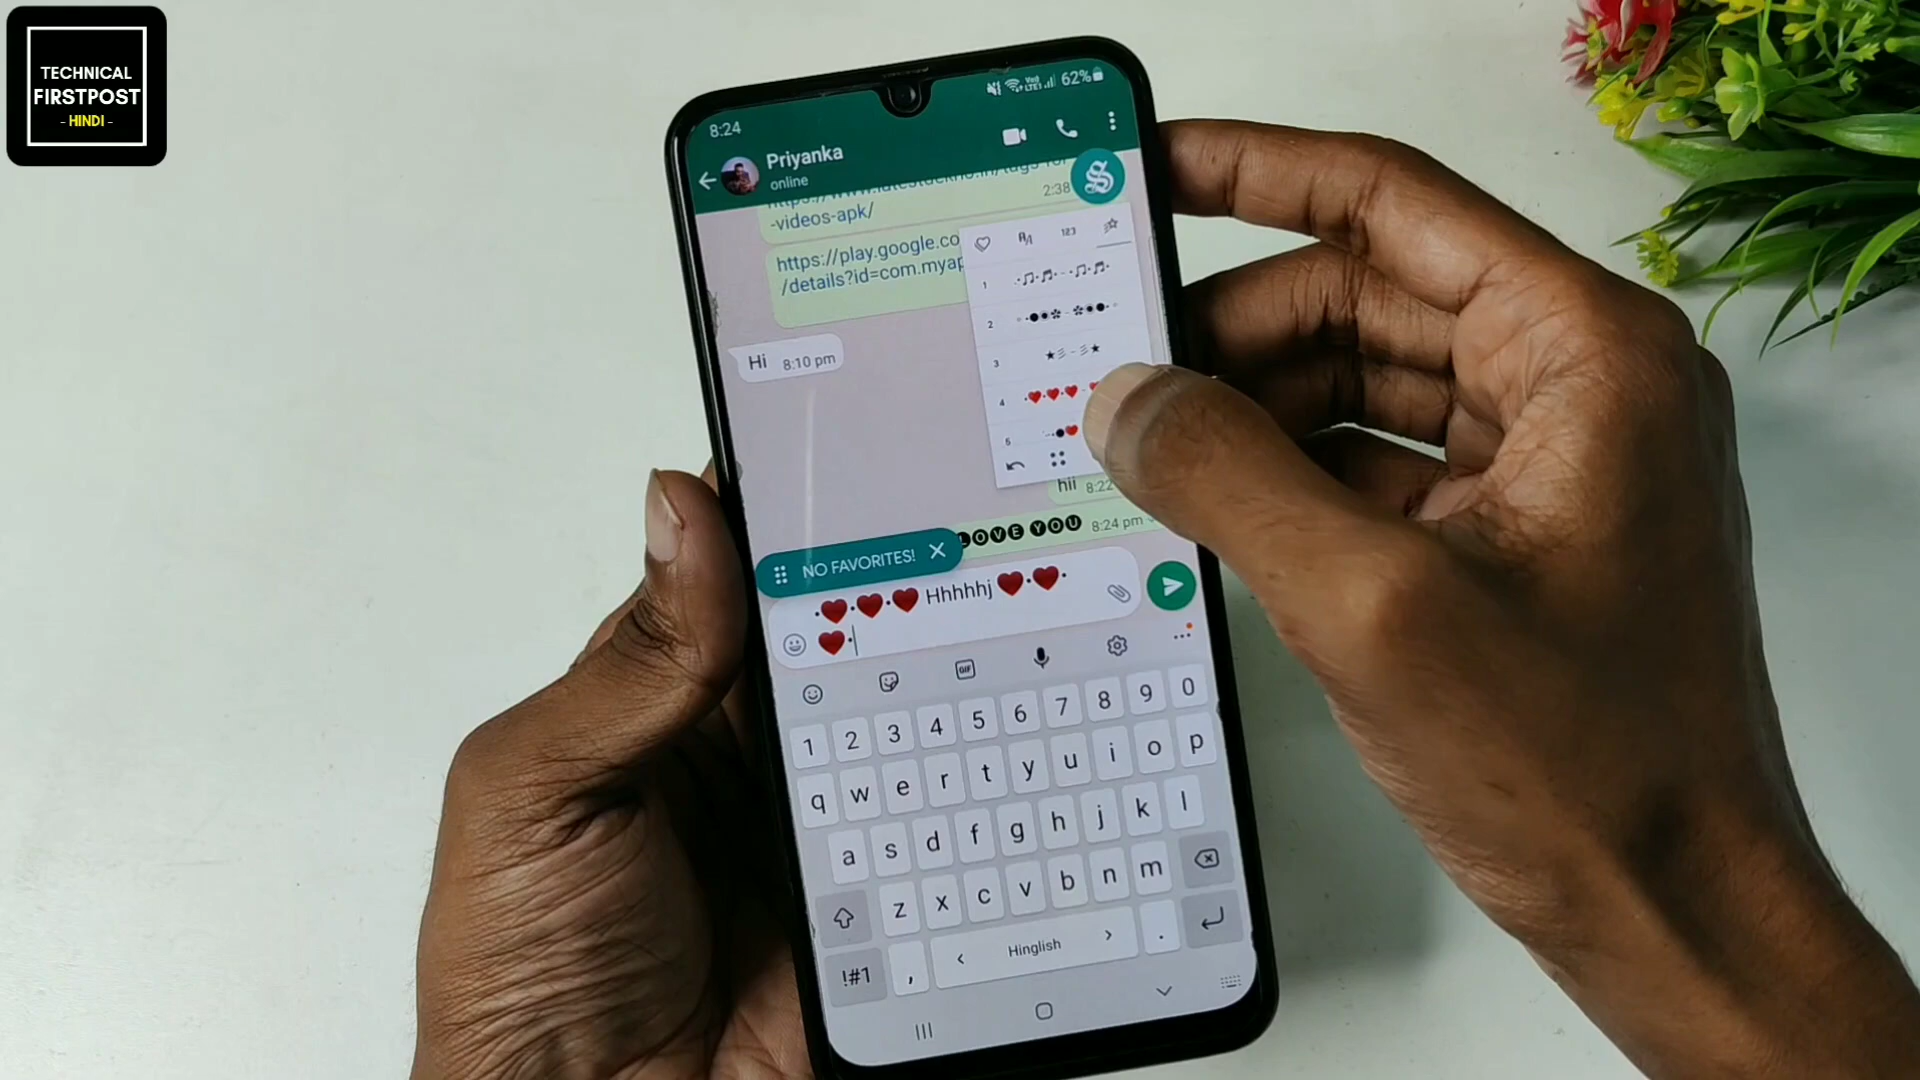 TECHNICAL
FIRSTPOST
- HINDI -
8:24
62%
Priyanka
online
2:38
-videos-apk/
https://play.google.co
/details?id=com.myap
Hi 8:10 pm
123
1
2
3
4
5
hii 8:22
LOVE YOU 8:24 pm
NO FAVORITES!
·❤·❤·❤ Hhhhhj ❤·❤·
❤·
GIF
1 2 3 4 5 6 7 8 9 0
q w e r t y u i o p
a s d f g h j k l
z x c v b n m
!#1 , < Hinglish > .